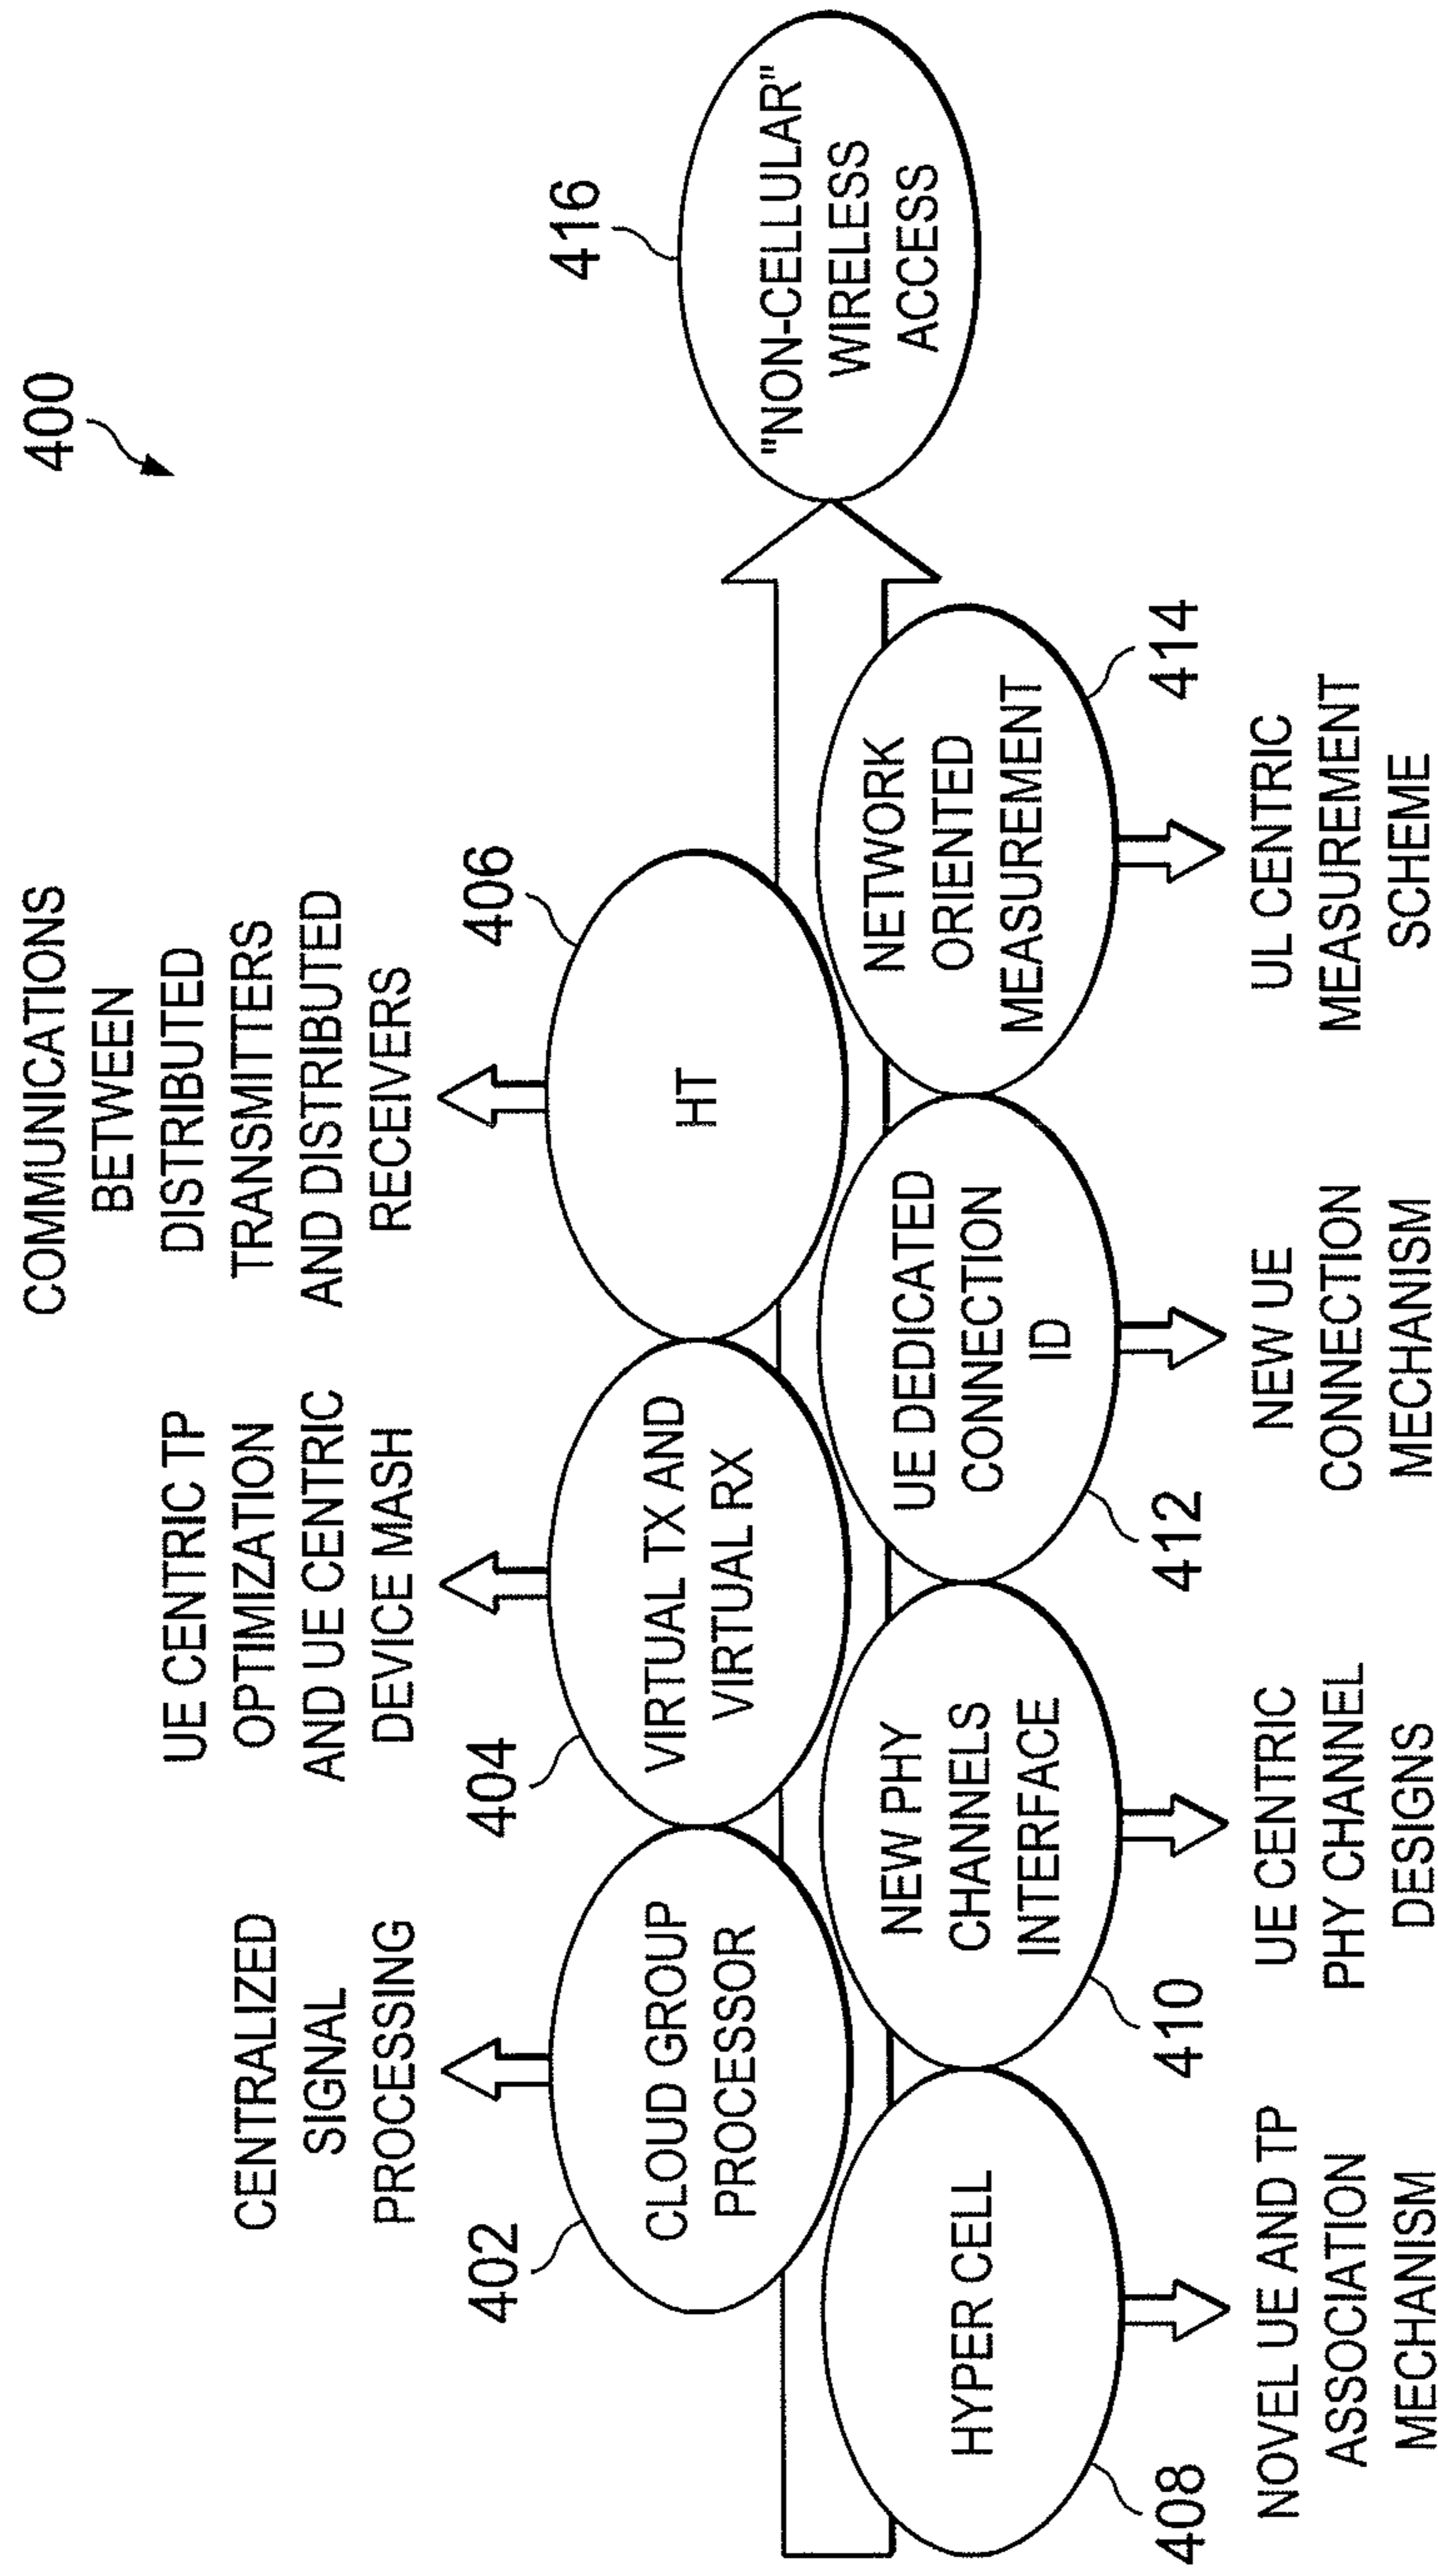 400
CENTRALIZED
SIGNAL
PROCESSING
UE CENTRIC TP
OPTIMIZATION
AND UE CENTRIC
DEVICE MASH
COMMUNICATIONS
BETWEEN
DISTRIBUTED
TRANSMITTERS
AND DISTRIBUTED
RECEIVERS
402
CLOUD GROUP
PROCESSOR
404
VIRTUAL TX AND
VIRTUAL RX
406
HT
416
"NON-CELLULAR"
WIRELESS
ACCESS
HYPER CELL
408
NEW PHY
CHANNELS
INTERFACE
410
UE DEDICATED
CONNECTION
ID
412
NETWORK
ORIENTED
MEASUREMENT
414
NOVEL UE AND TP
ASSOCIATION
MECHANISM
UE CENTRIC
PHY CHANNEL
DESIGNS
NEW UE
CONNECTION
MECHANISM
UL CENTRIC
MEASUREMENT
SCHEME